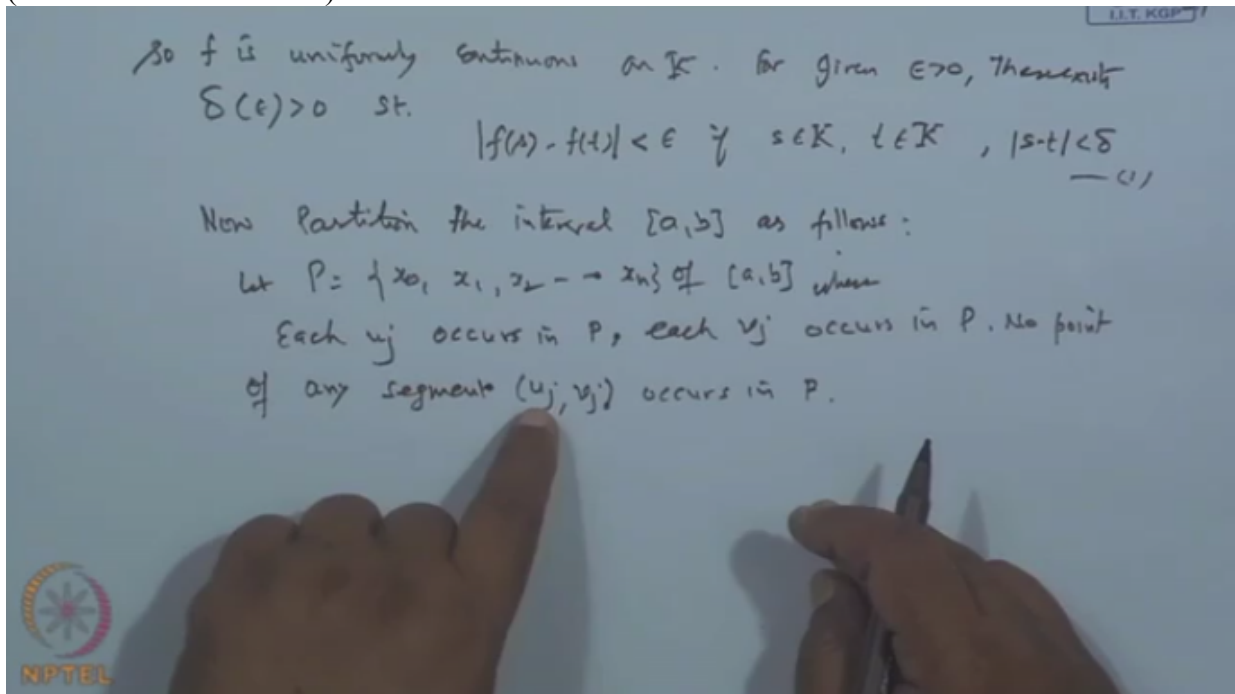 I.I.T. KGP
So f is uniformly continuous on K. For given ϵ>0, There exists
δ(ϵ)>0 st.
|f(s) - f(t)| < ϵ if s ∈ K, t ∈ K, |s-t| < δ
— (1)
Now Partition the interval [a,b] as follows:
Let P = {x0, x1, x2 - - → xn} of [a,b] where
Each uj occurs in P, each vj occurs in P. No point
of any segment (uj, vj) occurs in P.
NPTEL